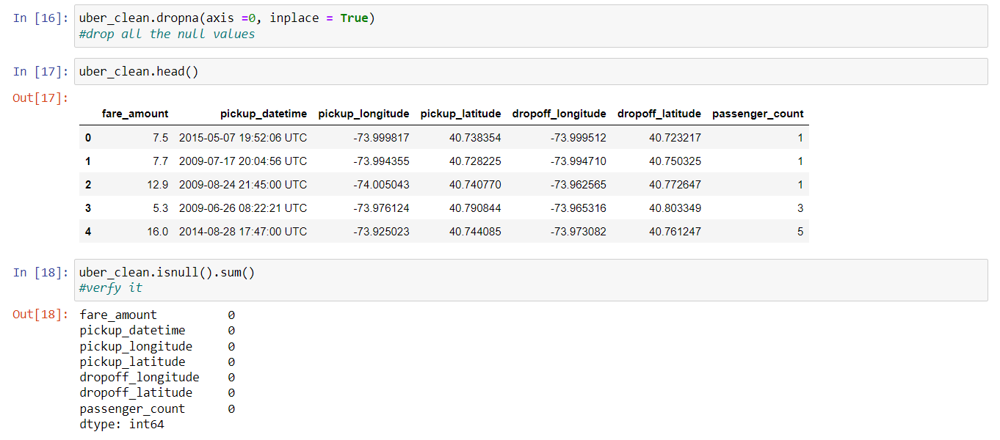 In [16]: uber_clean.dropna(axis =0, inplace = True)
#drop all the null values
In [17]: uber_clean.head()
Out[17]:
fare_amount pickup_datetime pickup_longitude pickup_latitude dropoff_longitude dropoff_latitude passenger_count
0 7.5 2015-05-07 19:52:06 UTC -73.999817 40.738354 -73.999512 40.723217 1
1 7.7 2009-07-17 20:04:56 UTC -73.994355 40.728225 -73.994710 40.750325 1
2 12.9 2009-08-24 21:45:00 UTC -74.005043 40.740770 -73.962565 40.772647 1
3 5.3 2009-06-26 08:22:21 UTC -73.976124 40.790844 -73.965316 40.803349 3
4 16.0 2014-08-28 17:47:00 UTC -73.925023 40.744085 -73.973082 40.761247 5
In [18]: uber_clean.isnull().sum()
#verfy it
Out[18]: fare_amount 0
pickup_datetime 0
pickup_longitude 0
pickup_latitude 0
dropoff_longitude 0
dropoff_latitude 0
passenger_count 0
dtype: int64